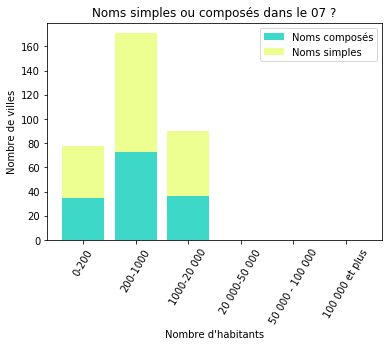 Noms simples ou composés dans le 07 ?
Noms composés
Noms simples
Nombre de villes
160
140
120
100
80
60
40
20
0
0-200
200-1000
1000-20 000
20 000-50 000
50 000 - 100 000
100 000 et plus
Nombre d'habitants